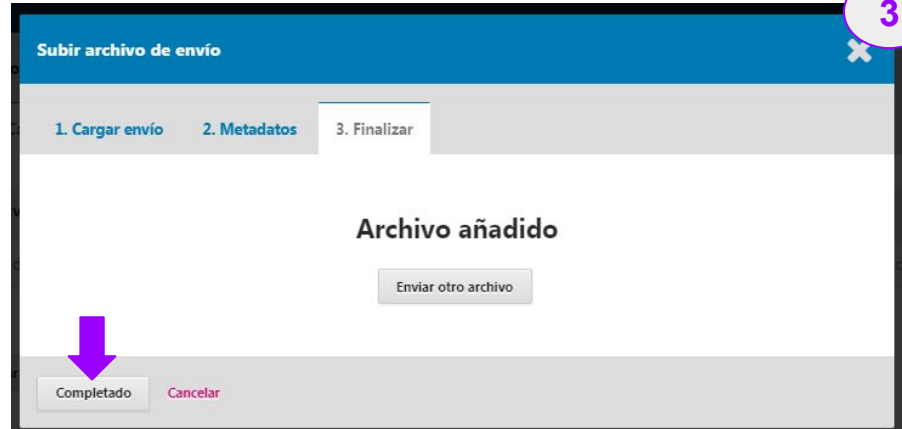 3
Subir archivo de envío
1. Cargar envío 2. Metadatos 3. Finalizar
Archivo añadido
Enviar otro archivo
Completado Cancelar